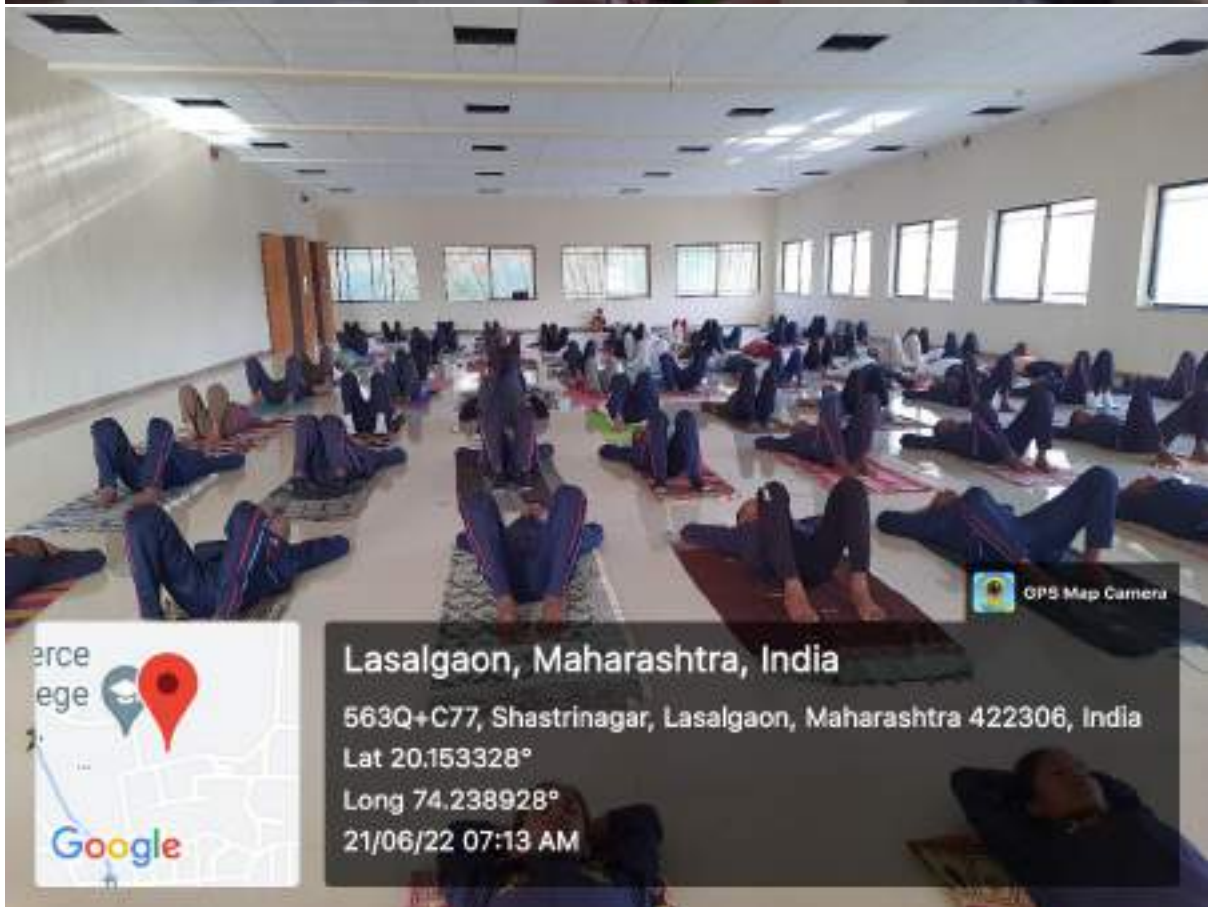 GPS Map Camera
erce
ege
Google
Lasalgaon, Maharashtra, India
563Q+C77, Shastrinagar, Lasalgaon, Maharashtra 422306, India
Lat 20.153328°
Long 74.238928°
21/06/22 07:13 AM